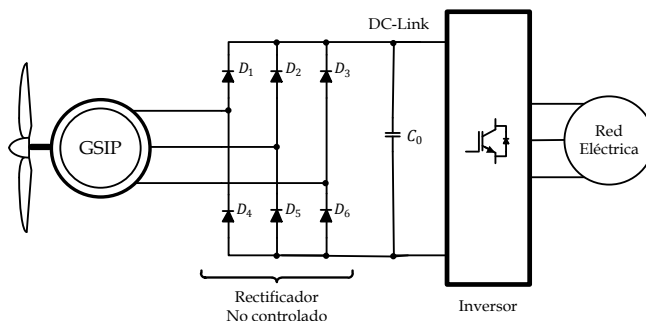 DC-Link
D₁
D₂
D₃
GSIP
C₀
Red
Eléctrica
D₄
D₅
D₆
Rectificador
No controlado
Inversor